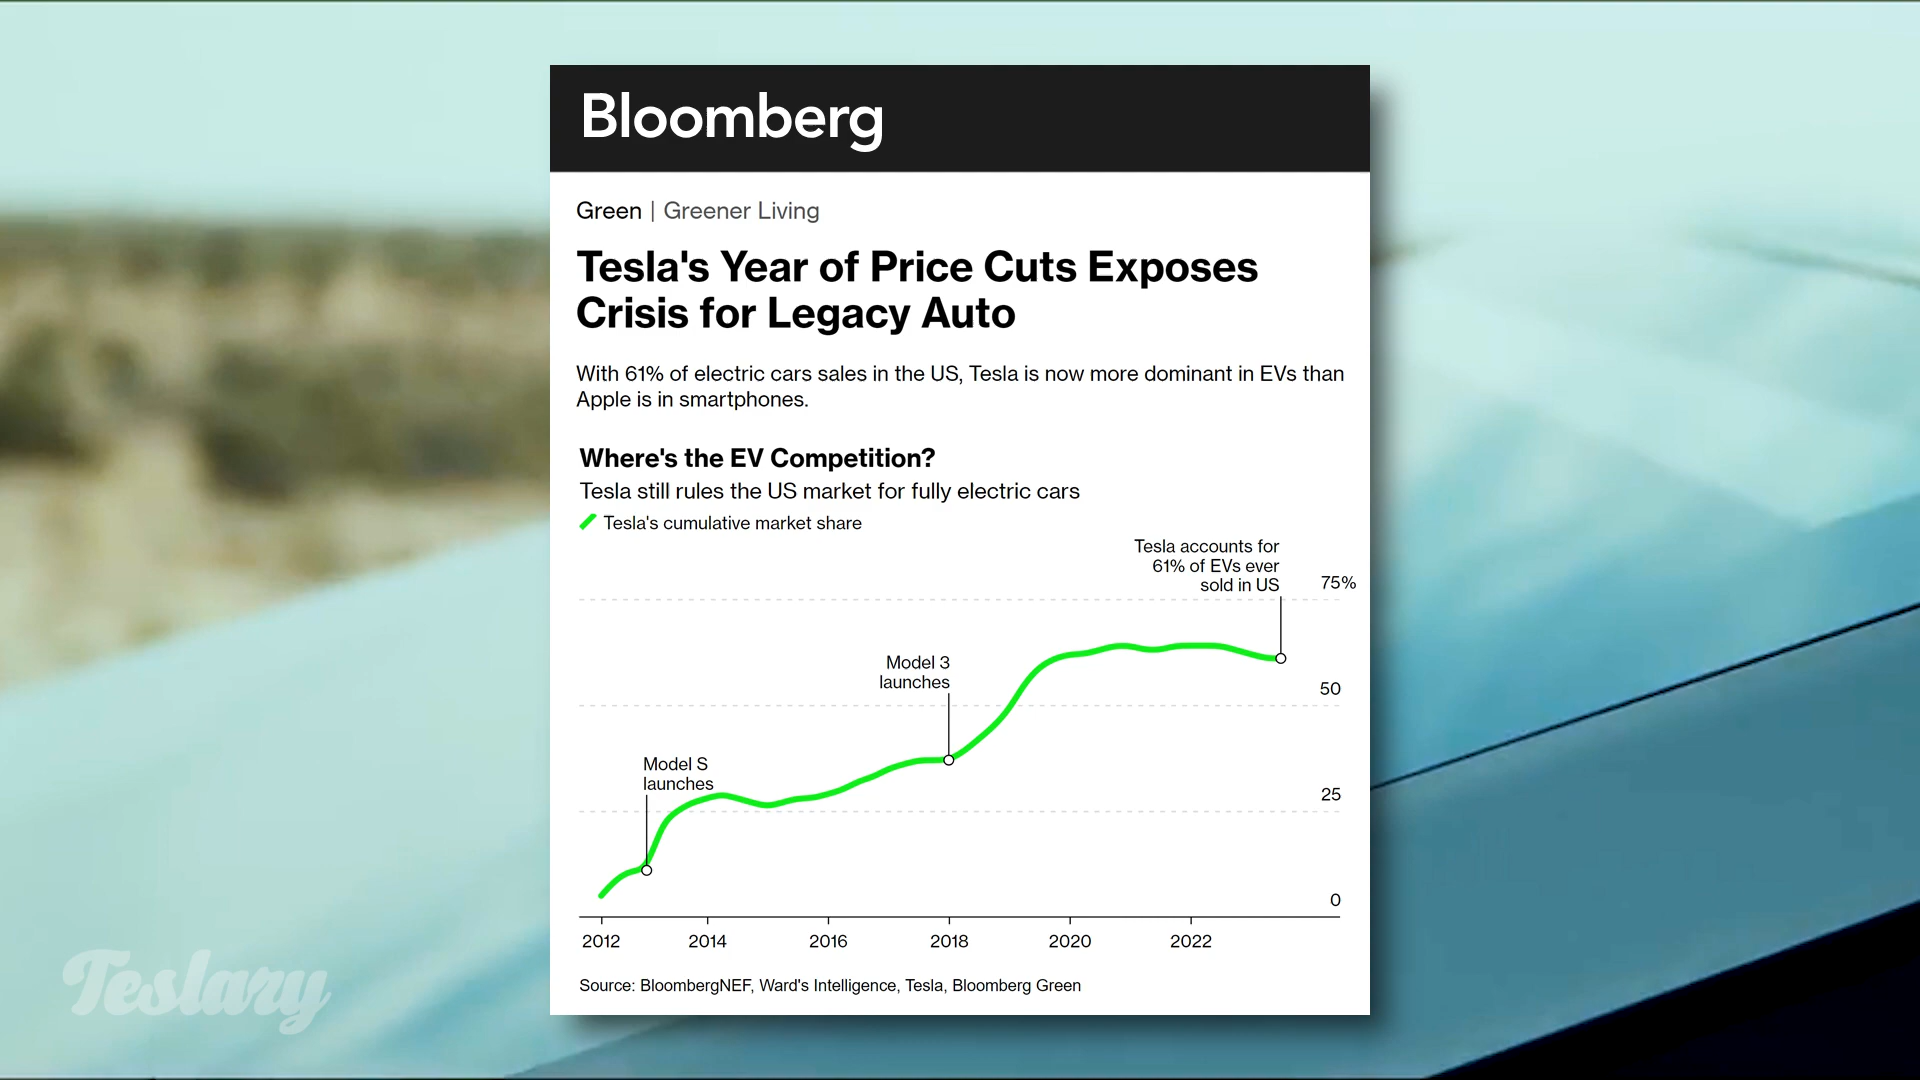 Bloomberg
Green | Greener Living
Tesla's Year of Price Cuts Exposes
Crisis for Legacy Auto
With 61% of electric cars sales in the US, Tesla is now more dominant in EVs than
Apple is in smartphones.
Where's the EV Competition?
Tesla still rules the US market for fully electric cars
Tesla's cumulative market share
Tesla accounts for
61% of EVs ever
sold in US
75%
Model 3
launches
50
Model S
launches
25
0
2012 2014 2016 2018 2020 2022
Source: BloombergNEF, Ward's Intelligence, Tesla, Bloomberg Green
Teslary